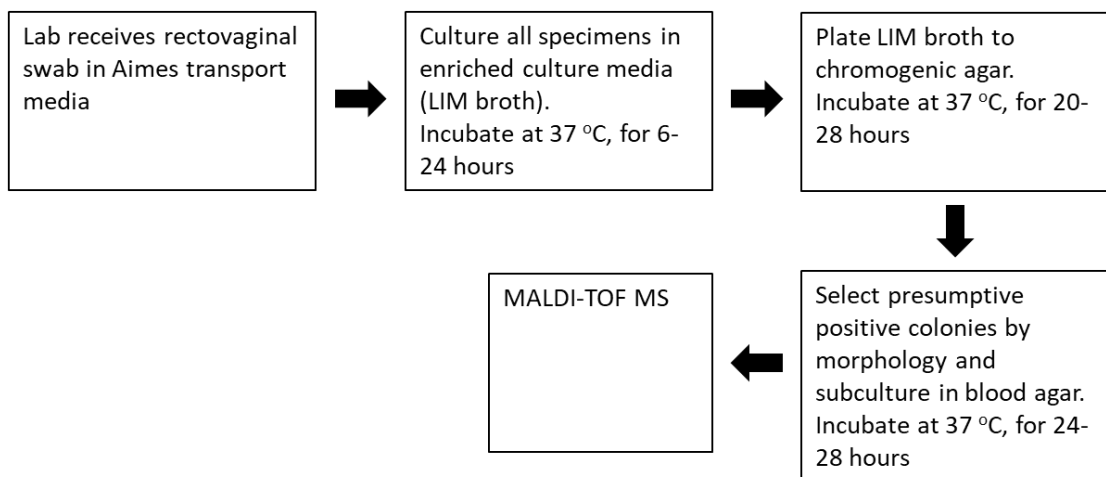 Lab receives rectovaginal
swab in Aimes transport
media
Culture all specimens in
enriched culture media
(LIM broth).
Incubate at 37 °C, for 6-
24 hours
Plate LIM broth to
chromogenic agar.
Incubate at 37 °C, for 20-
28 hours
Select presumptive
positive colonies by
morphology and
subculture in blood agar.
Incubate at 37 °C, for 24-
28 hours
MALDI-TOF MS